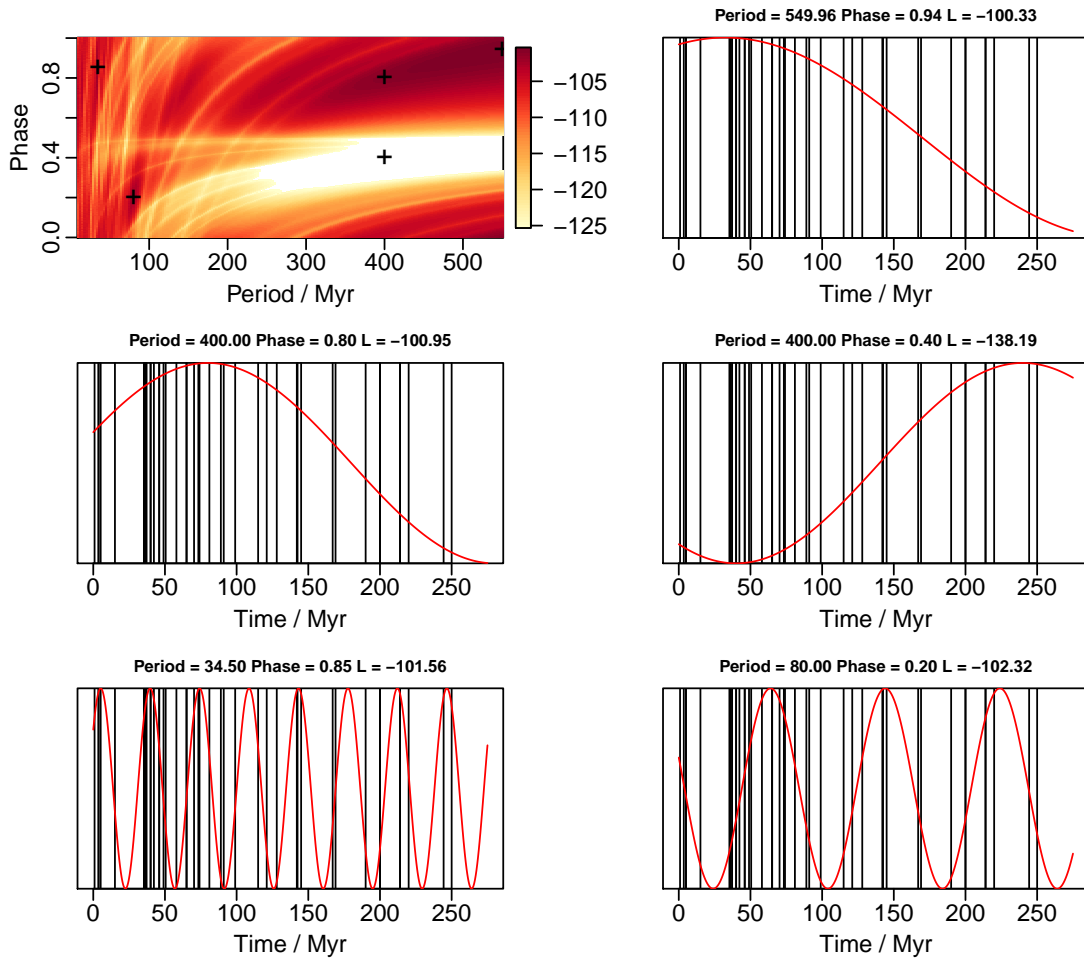 Phase
0.0 0.4 0.8
100 200 300 400 500
Period / Myr
−105
−110
−115
−120
−125
Period = 549.96 Phase = 0.94 L = −100.33
0 50 100 150 200 250
Time / Myr
Period = 400.00 Phase = 0.80 L = −100.95
0 50 100 150 200 250
Time / Myr
Period = 400.00 Phase = 0.40 L = −138.19
0 50 100 150 200 250
Time / Myr
Period = 34.50 Phase = 0.85 L = −101.56
0 50 100 150 200 250
Time / Myr
Period = 80.00 Phase = 0.20 L = −102.32
0 50 100 150 200 250
Time / Myr